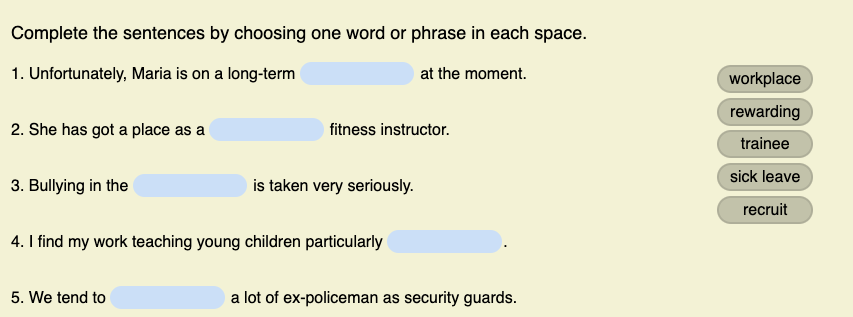 Complete the sentences by choosing one word or phrase in each space.
1. Unfortunately, Maria is on a long-term at the moment.
workplace
rewarding
2. She has got a place as a fitness instructor.
trainee
3. Bullying in the is taken very seriously.
sick leave
recruit
4. I find my work teaching young children particularly .
5. We tend to a lot of ex-policeman as security guards.